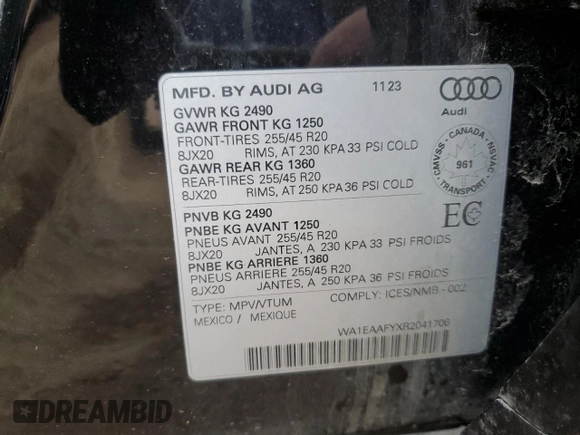 MFD. BY AUDI AG 11 23
Audi
GVWR KG 2490
GAWR FRONT KG 1250
FRONT-TIRES 255/45 R20
8JX20 RIMS, AT 230 KPA 33 PSI COLD
GAWR REAR KG 1360
REAR-TIRES 255/45 R20
8JX20 RIMS, AT 250 KPA 36 PSI COLD
CMVSS - CANADA - NSVAC
961
TRANSPORT
PNVB KG 2490
PNBE KG AVANT 1250
PNEUS AVANT 255/45 R20
8JX20 JANTES, A 230 KPA 33 PSI FROIDS
PNBE KG ARRIERE 1360
PNEUS ARRIERE 255/45 R20
8JX20 JANTES, A 250 KPA 36 PSI FROIDS
EC
TYPE: MPV/VTUM COMPLY: ICES/NMB - 002
MEXICO / MEXIQUE
WA1EAAFYXR2041706
DREAMBID